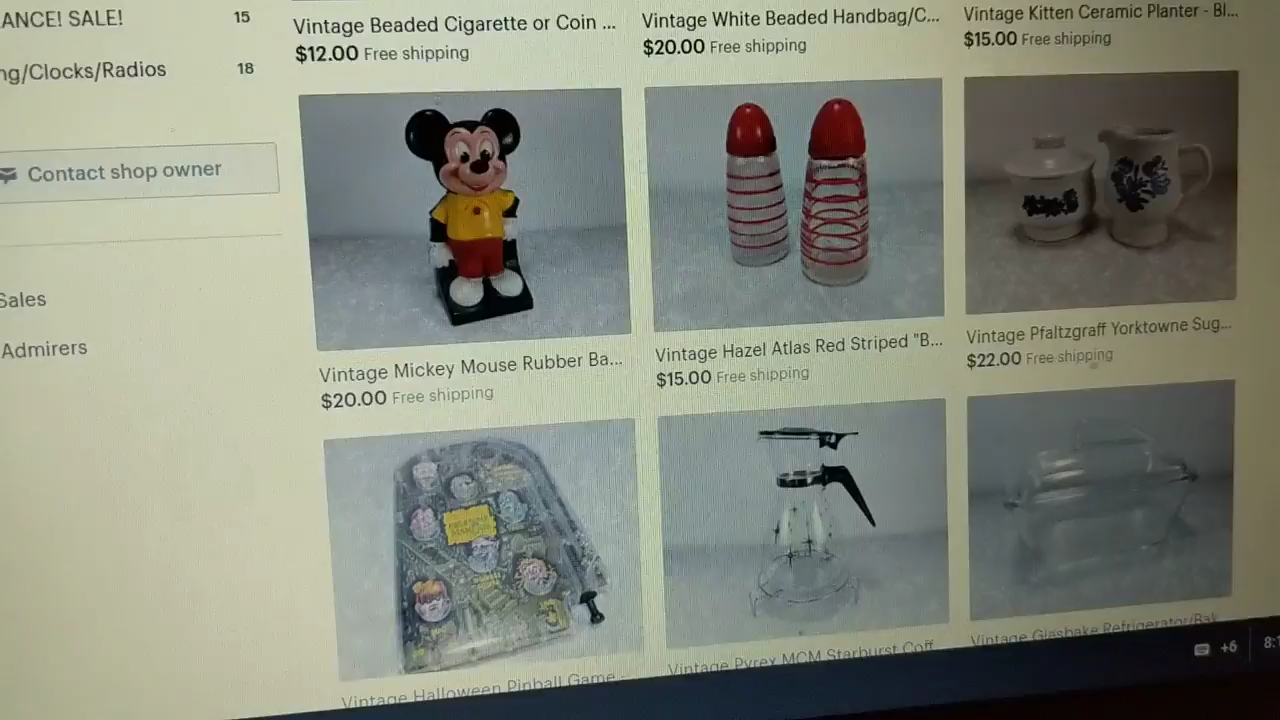 ANCE! SALE! 15
ng/Clocks/Radios 18
Contact shop owner
Sales
Admirers
Vintage Beaded Cigarette or Coin ...
$12.00 Free shipping
Vintage White Beaded Handbag/C...
$20.00 Free shipping
Vintage Kitten Ceramic Planter - Bl...
$15.00 Free shipping
Vintage Mickey Mouse Rubber Ba...
$20.00 Free shipping
Vintage Hazel Atlas Red Striped "B...
$15.00 Free shipping
Vintage Pfaltzgraff Yorktowne Sug...
$22.00 Free shipping
Vintage Halloween Pinball Game
Vintage Pyrex MCM Starburst Coff
Vintage Glasbake Refrigerator/Bak
+6